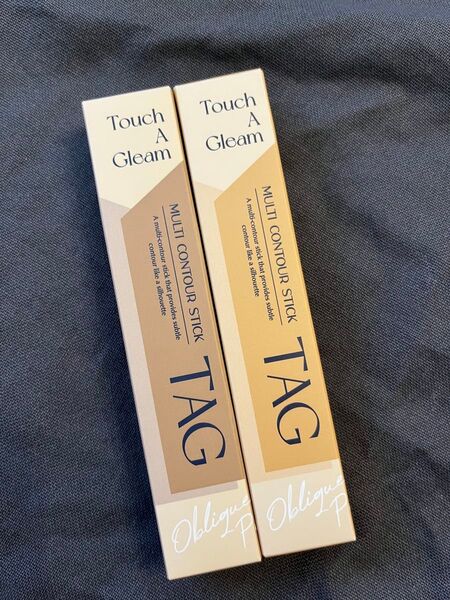 Touch
A
Gleam
MULTI CONTOUR STICK
A multi-contour stick that provides subtle
contour like a silhouette
TAG
Oblique
P
Touch
A
Gleam
MULTI CONTOUR STICK
A multi-contour stick that provides subtle
contour like a silhouette
TAG
Oblique
P